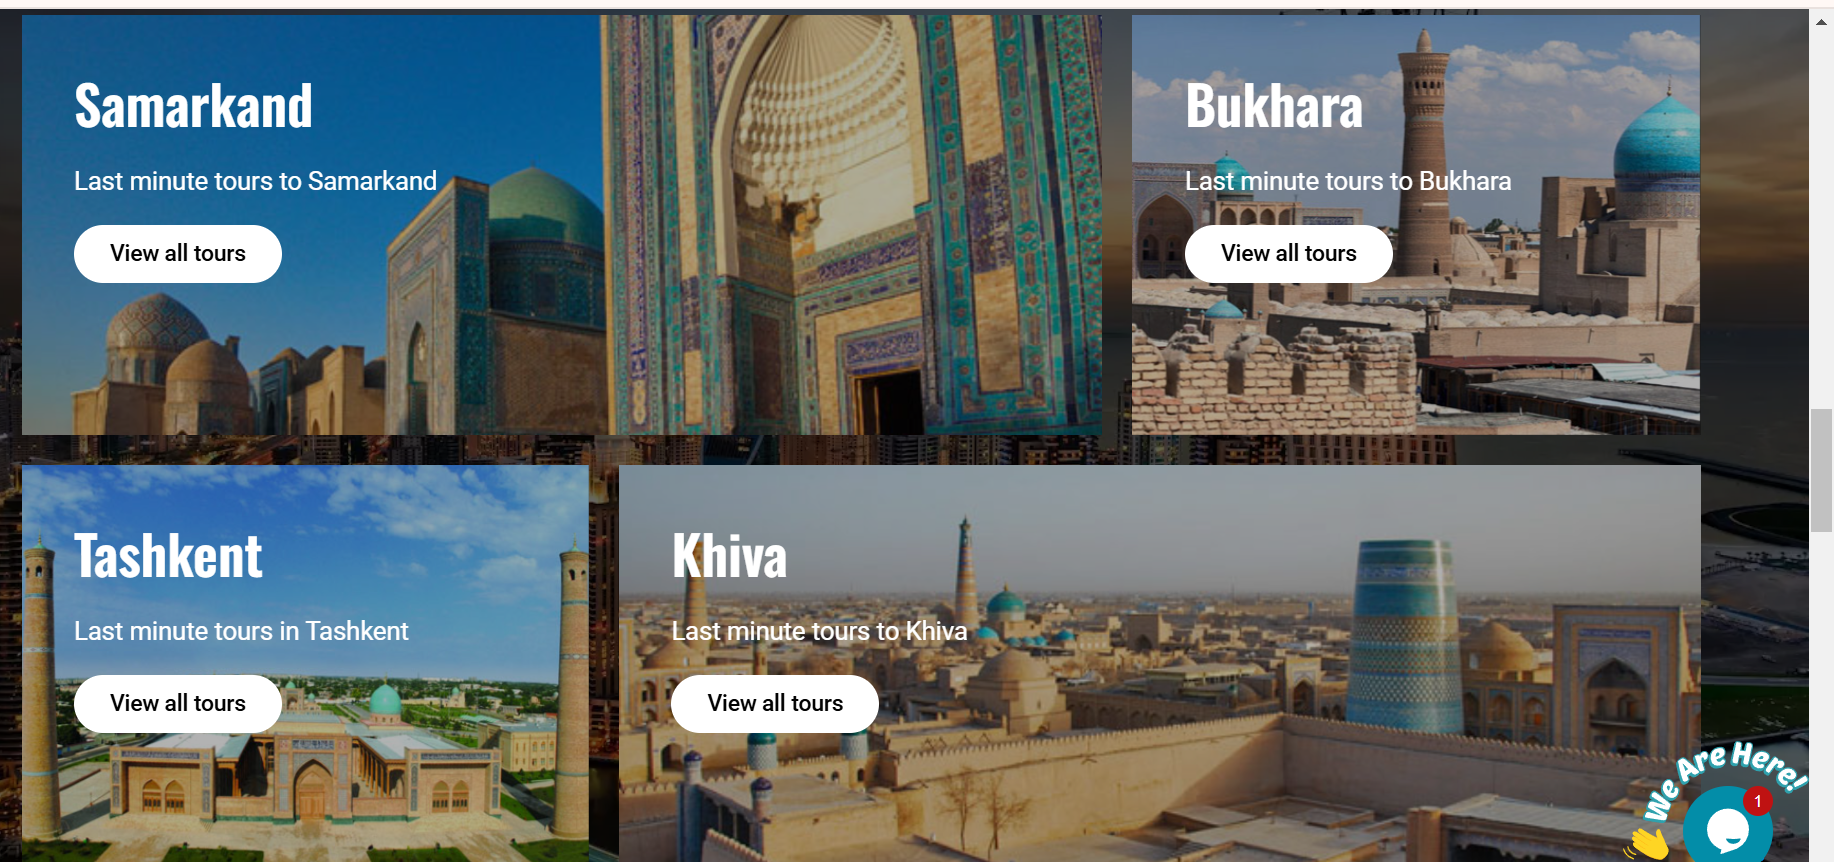 Samarkand
Last minute tours to Samarkand
View all tours
Bukhara
Last minute tours to Bukhara
View all tours
Tashkent
Last minute tours in Tashkent
View all tours
Khiva
Last minute tours to Khiva
View all tours
We Are Here!
1